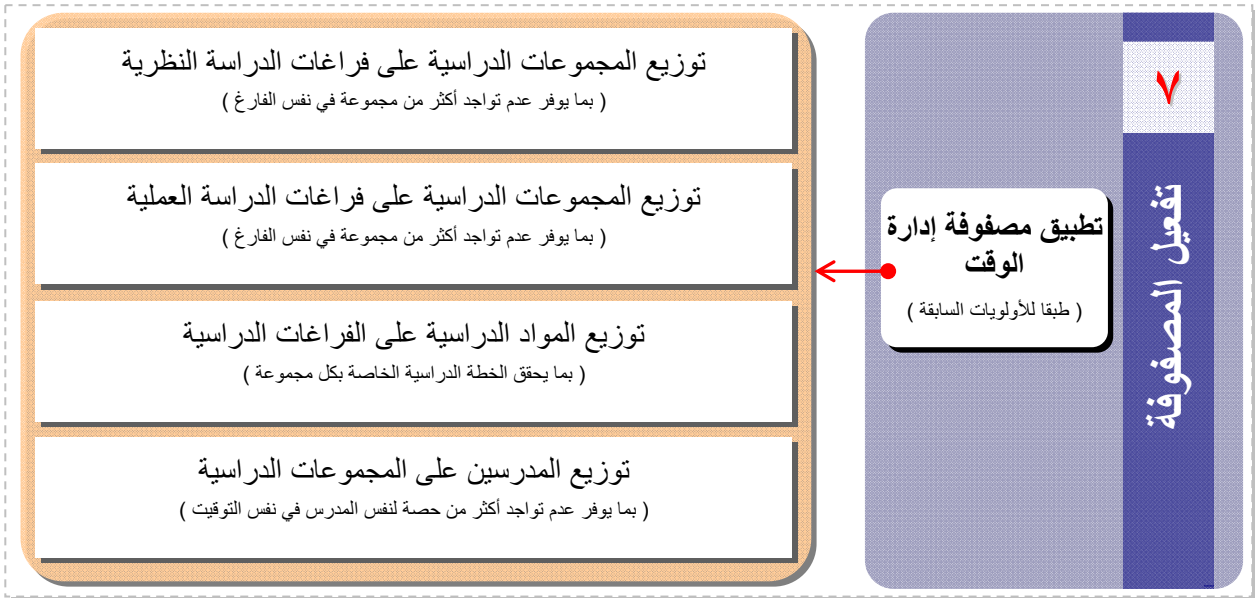 ٧
تفعيل المصفوفة
تطبيق مصفوفة إدارة
الوقت
( طبقا للأولويات السابقة )
توزيع المجموعات الدراسية على فراغات الدراسة النظرية
( بما يوفر عدم تواجد أكثر من مجموعة في نفس الفارغ )
توزيع المجموعات الدراسية على فراغات الدراسة العملية
( بما يوفر عدم تواجد أكثر من مجموعة في نفس الفارغ )
توزيع المواد الدراسية على الفراغات الدراسية
( بما يحقق الخطة الدراسية الخاصة بكل مجموعة )
توزيع المدرسين على المجموعات الدراسية
( بما يوفر عدم تواجد أكثر من حصة لنفس المدرس في نفس التوقيت )